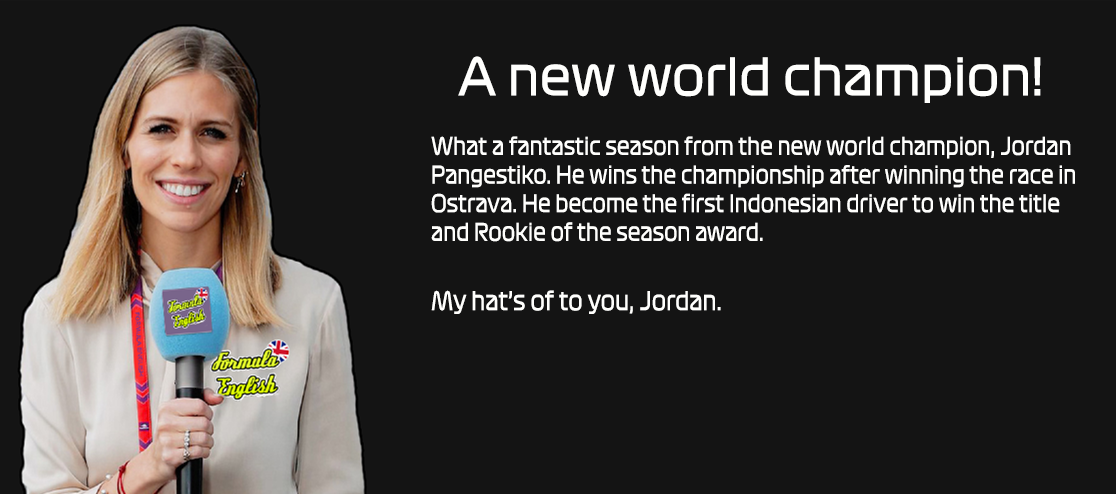 A new world champion!
What a fantastic season from the new world champion, Jordan
Pangestiko. He wins the championship after winning the race in
Ostrava. He become the first Indonesian driver to win the title
and Rookie of the season award.
My hat's of to you, Jordan.
Formula
English
Formula
English